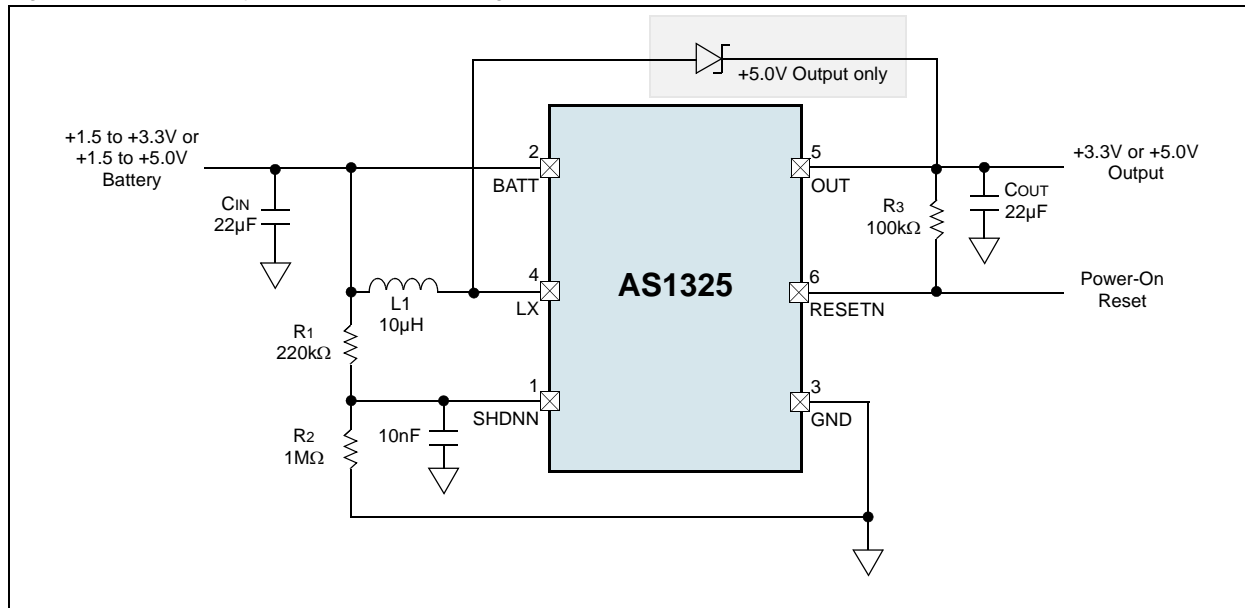 +5.0V Output only
+1.5 to +3.3V or
+1.5 to +5.0V
Battery
2
BATT
5
OUT
+3.3V or +5.0V
Output
CIN
22µF
R3
100kΩ
COUT
22µF
AS1325
4
LX
L1
10µH
6
RESETN
Power-On
Reset
R1
220kΩ
1
SHDNN
3
GND
R2
1MΩ
10nF